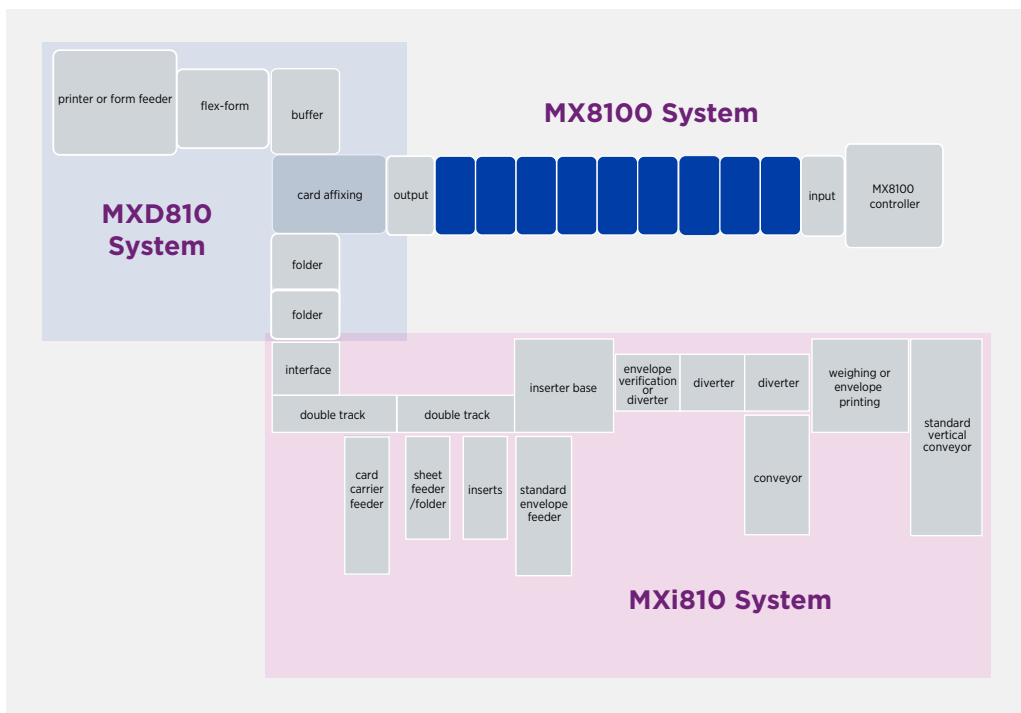 printer or form feeder
flex-form
buffer
MX8100 System
card affixing
output
input
MX8100
controller
MXD810
System
folder
folder
interface
double track
double track
inserter base
envelope
verification
or
diverter
diverter
diverter
weighing or
envelope
printing
standard
vertical
conveyor
card
carrier
feeder
sheet
feeder
/folder
inserts
standard
envelope
feeder
conveyor
MXi810 System